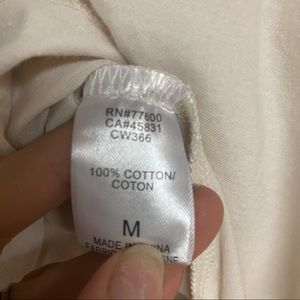 RN#77600
CA#45831
CW366
100% COTTON/
COTON
M
MADE IN CHINA